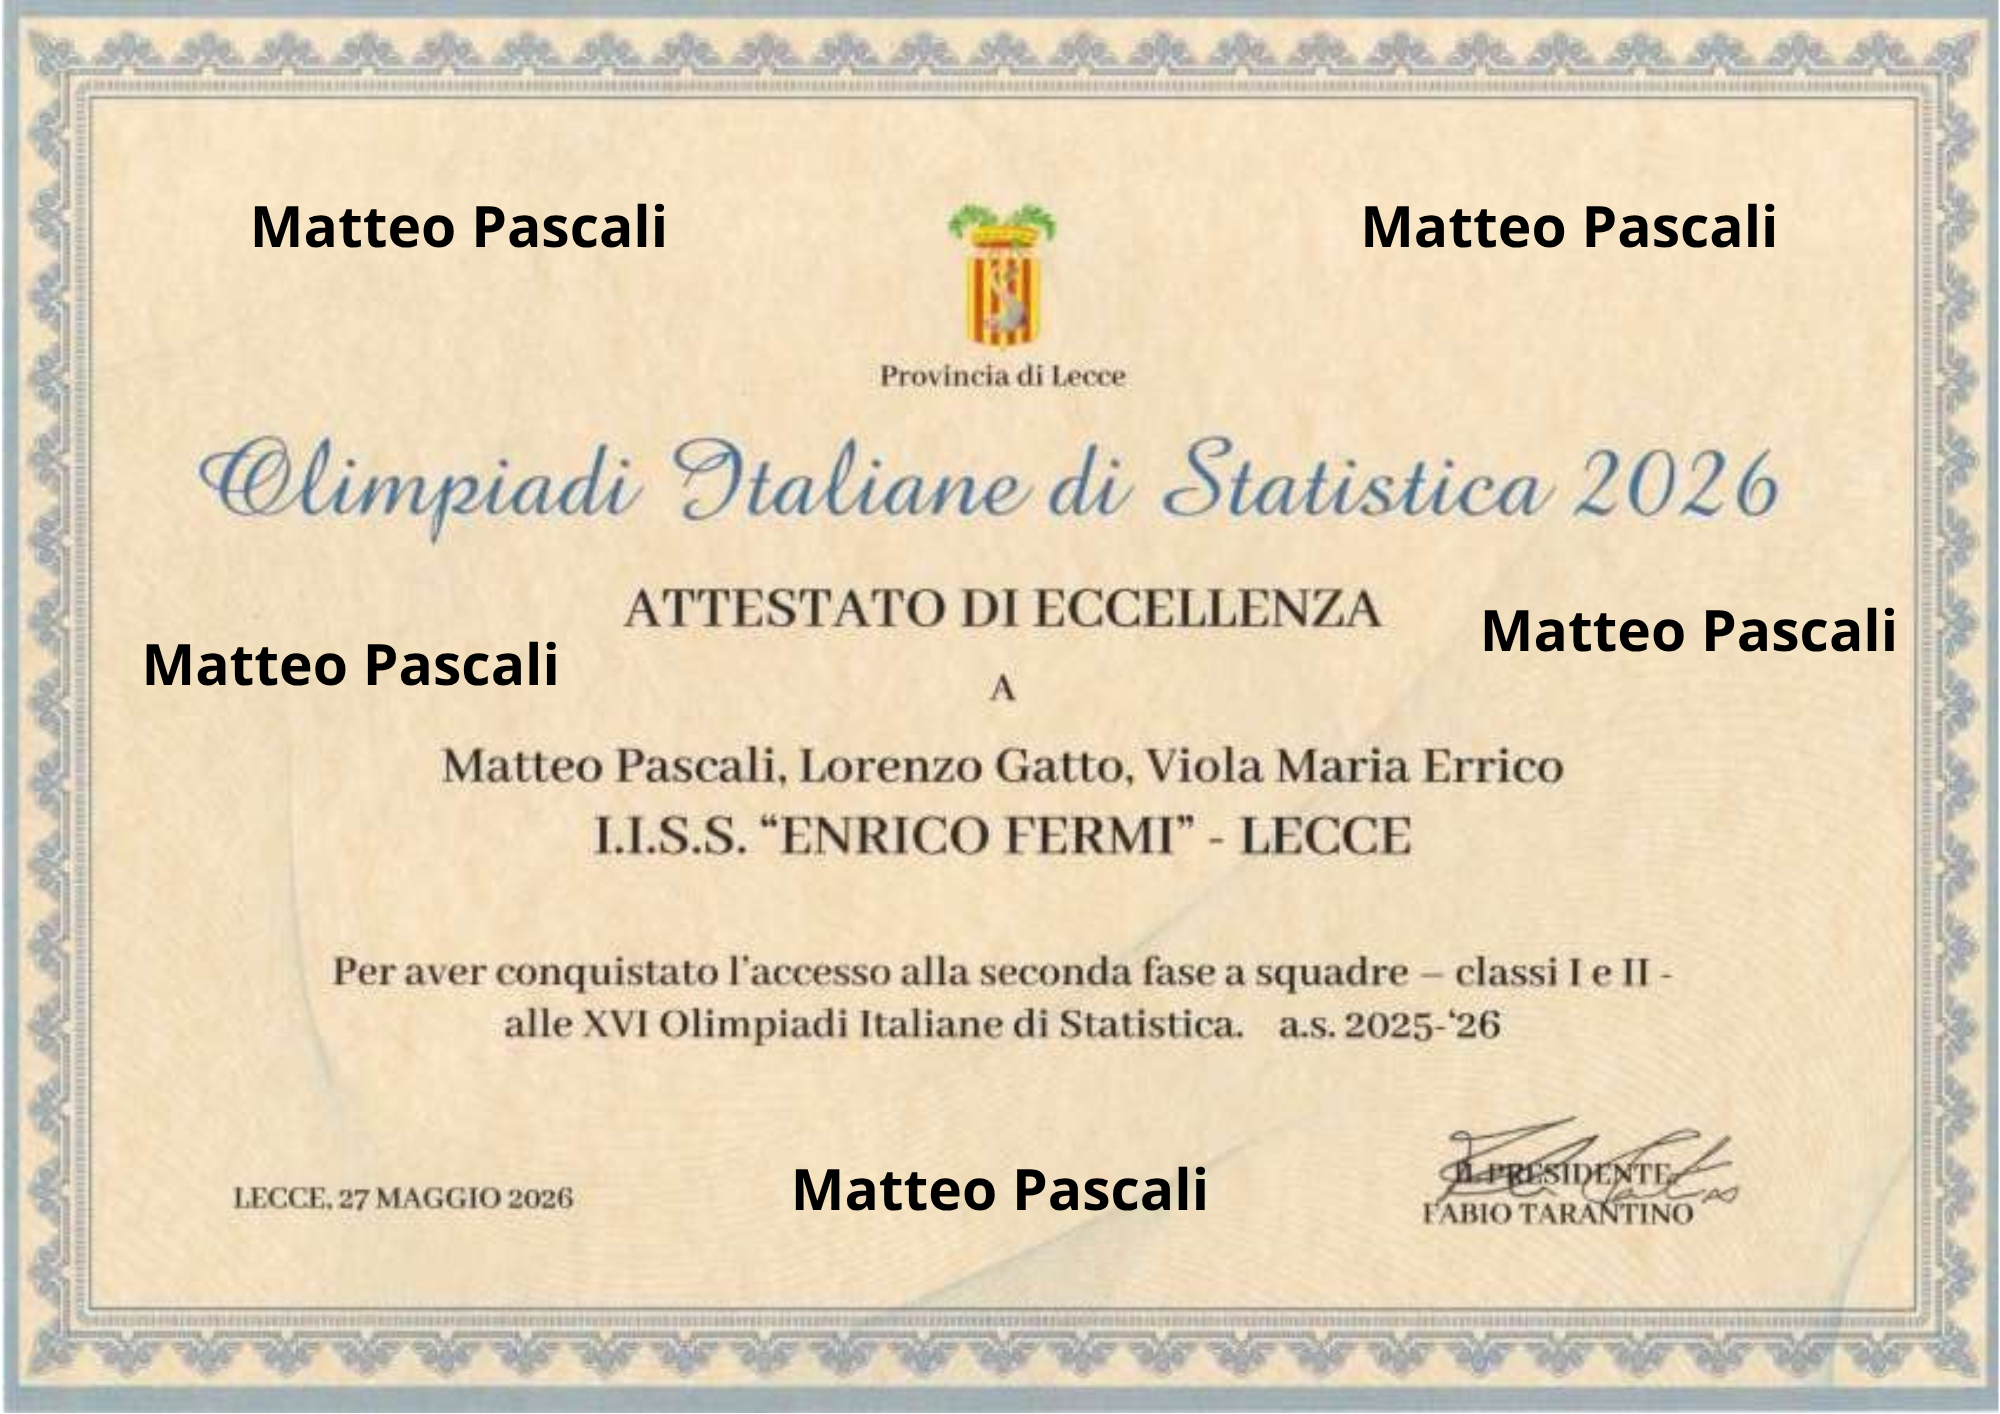 Matteo Pascali
Matteo Pascali
Provincia di Lecce
Olimpiadi Italiane di Statistica 2026
ATTESTATO DI ECCELLENZA
Matteo Pascali
Matteo Pascali
A
Matteo Pascali, Lorenzo Gatto, Viola Maria Errico
I.I.S.S. “ENRICO FERMI” - LECCE
Per aver conquistato l’accesso alla seconda fase a squadre – classi I e II -
alle XVI Olimpiadi Italiane di Statistica. a.s. 2025-‘26
LECCE, 27 MAGGIO 2026
Matteo Pascali
IL PRESIDENTE
FABIO TARANTINO